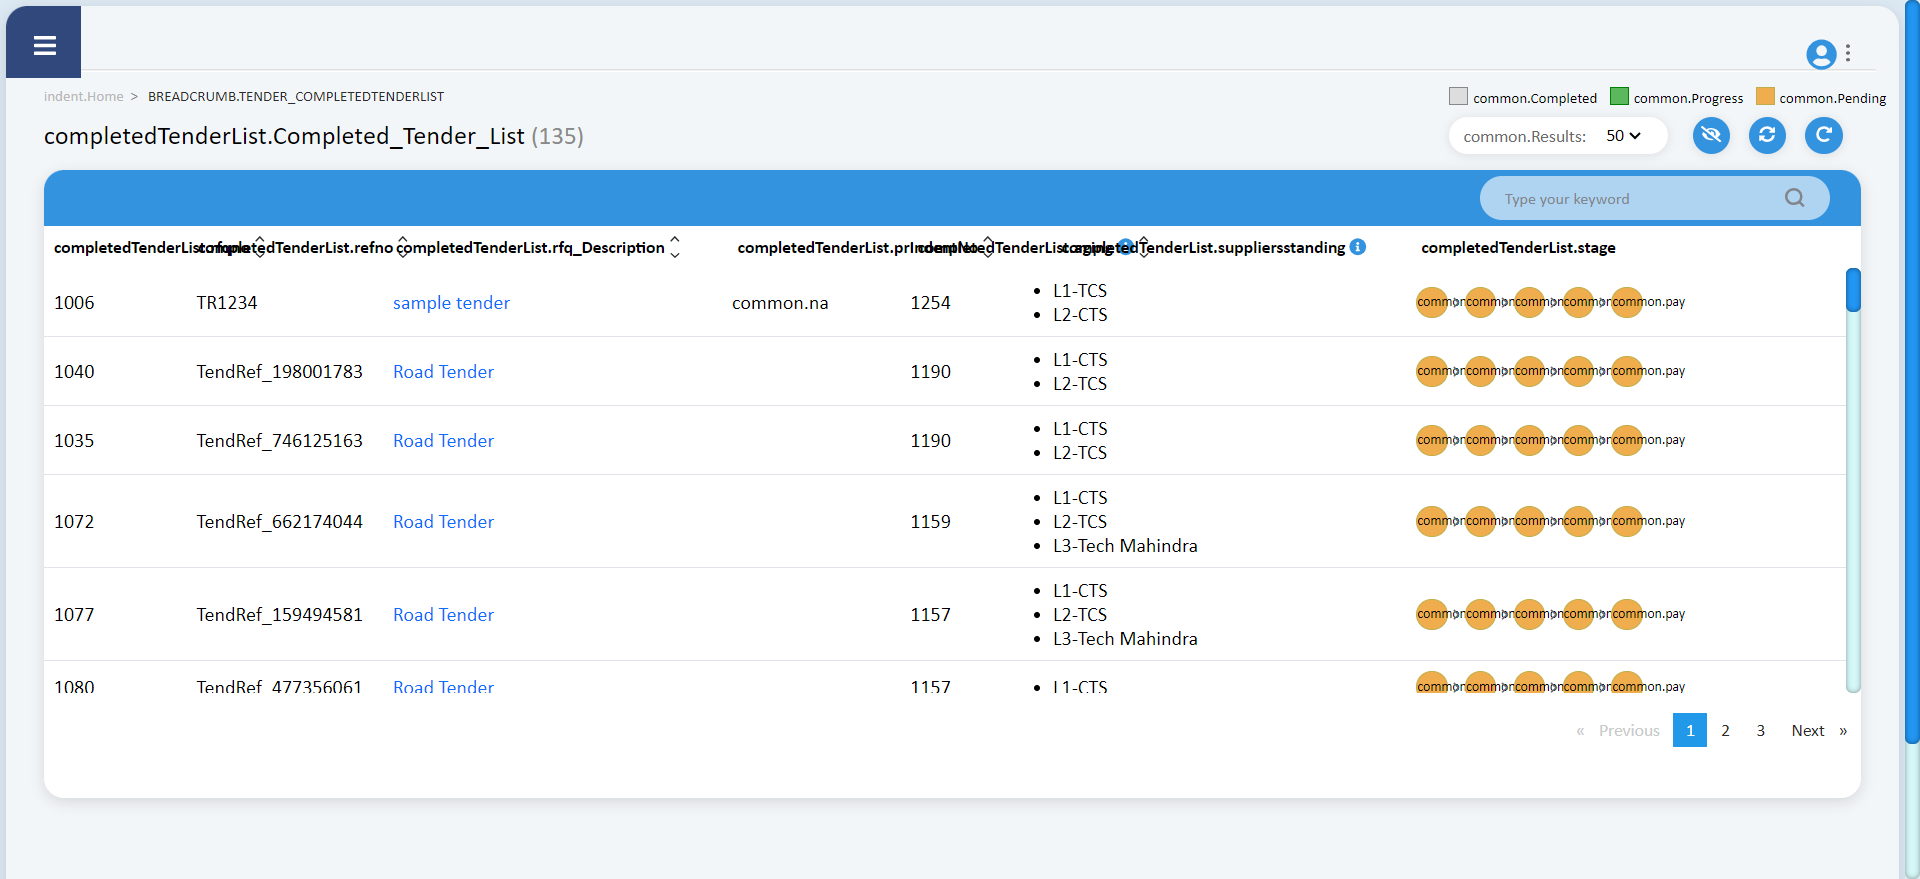 indent.Home > BREADCRUMB.TENDER_COMPLETEDTENDERLIST
common.Completed common.Progress common.Pending
completedTenderList.Completed_Tender_List (135)
common.Results: 50
Type your keyword
completedTenderList.rfqno completedTenderList.refno completedTenderList.rfq_Description completedTenderList.prIndentNo completedTenderList.aging completedTenderList.suppliersstanding completedTenderList.stage
1006 TR1234 sample tender common.na 1254
L1-TCS
L2-CTS
common common common common common.pay
1040 TendRef_198001783 Road Tender 1190
L1-CTS
L2-TCS
common common common common common.pay
1035 TendRef_746125163 Road Tender 1190
L1-CTS
L2-TCS
common common common common common.pay
1072 TendRef_662174044 Road Tender 1159
L1-CTS
L2-TCS
L3-Tech Mahindra
common common common common common.pay
1077 TendRef_159494581 Road Tender 1157
L1-CTS
L2-TCS
L3-Tech Mahindra
common common common common common.pay
1080 TendRef_477356061 Road Tender 1157
L1-CTS
common common common common common.pay
« Previous 1 2 3 Next »